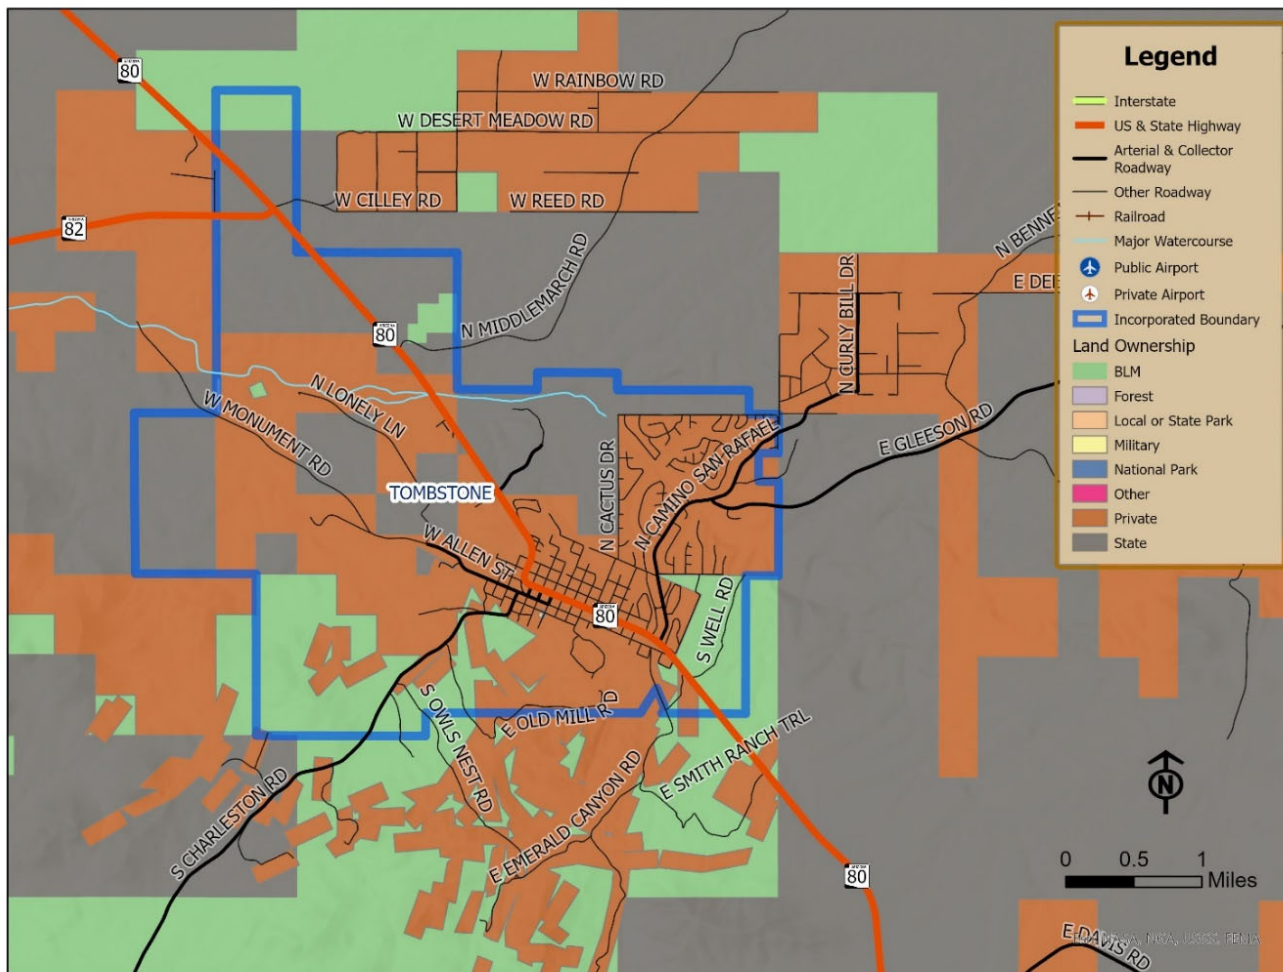 80
W RAINBOW RD
W DESERT MEADOW RD
W CILLEY RD
W REED RD
82
N MIDDLEMARCH RD
80
N BENNE
E DE
N CURLY BILL DR
N LONELY LN
W MONUMENT RD
E GLEESON RD
N CAMINO SAN RAFAEL
N CACTUS DR
TOMBSTONE
W ALLEN ST
80
S WELL RD
E OLD MILL RD
S OWLS NEST RD
E SMITH RANCH TRL
E EMERALD CANYON RD
S CHARLESTON RD
80
E DAVIS RD
Legend
Interstate
US & State Highway
Arterial & Collector
Roadway
Other Roadway
Railroad
Major Watercourse
Public Airport
Private Airport
Incorporated Boundary
Land Ownership
BLM
Forest
Local or State Park
Military
National Park
Other
Private
State
N
0 0.5 1
Miles
USGS, FEMA